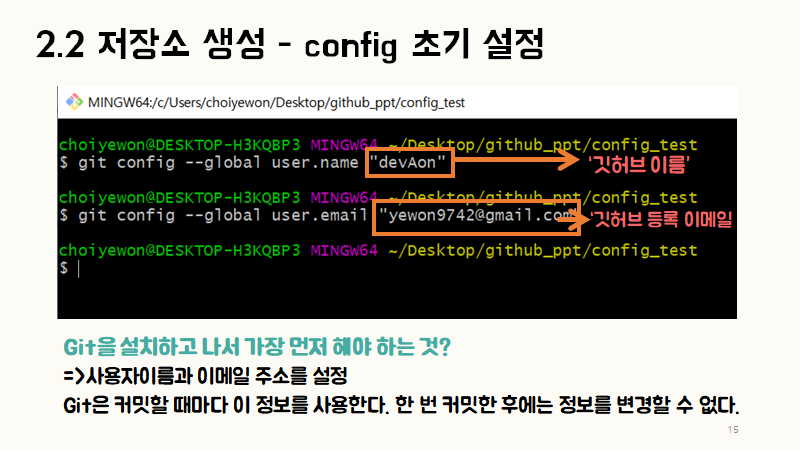 2.2 저장소 생성 - config 초기 설정
MINGW64:/c/Users/choiyewon/Desktop/github_ppt/config_test
choiyewon@DESKTOP-H3KQBP3 MINGW64 ~/Desktop/github_ppt/config_test
$ git config --global user.name "devAon"
'깃허브 이름'
choiyewon@DESKTOP-H3KQBP3 MINGW64 ~/Desktop/github_ppt/config_test
$ git config --global user.email "yewon9742@gmail.com"
'깃허브 등록 이메일
choiyewon@DESKTOP-H3KQBP3 MINGW64 ~/Desktop/github_ppt/config_test
$
Git을 설치하고 나서 가장 먼저 해야 하는 것?
=>사용자이름과 이메일 주소를 설정
Git은 커밋할 때마다 이 정보를 사용한다. 한 번 커밋한 후에는 정보를 변경할 수 없다.
15